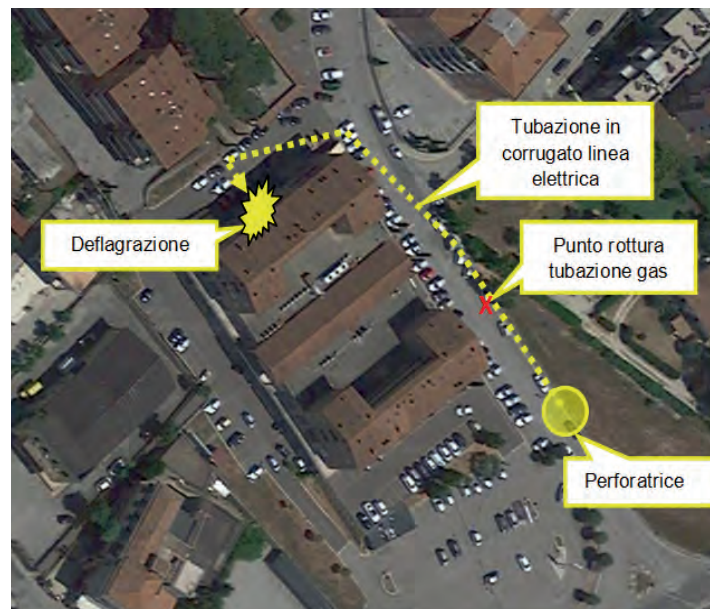 Tubazione in
corrugato linea
elettrica
Deflagrazione
Punto rottura
tubazione gas
X
Perforatrice